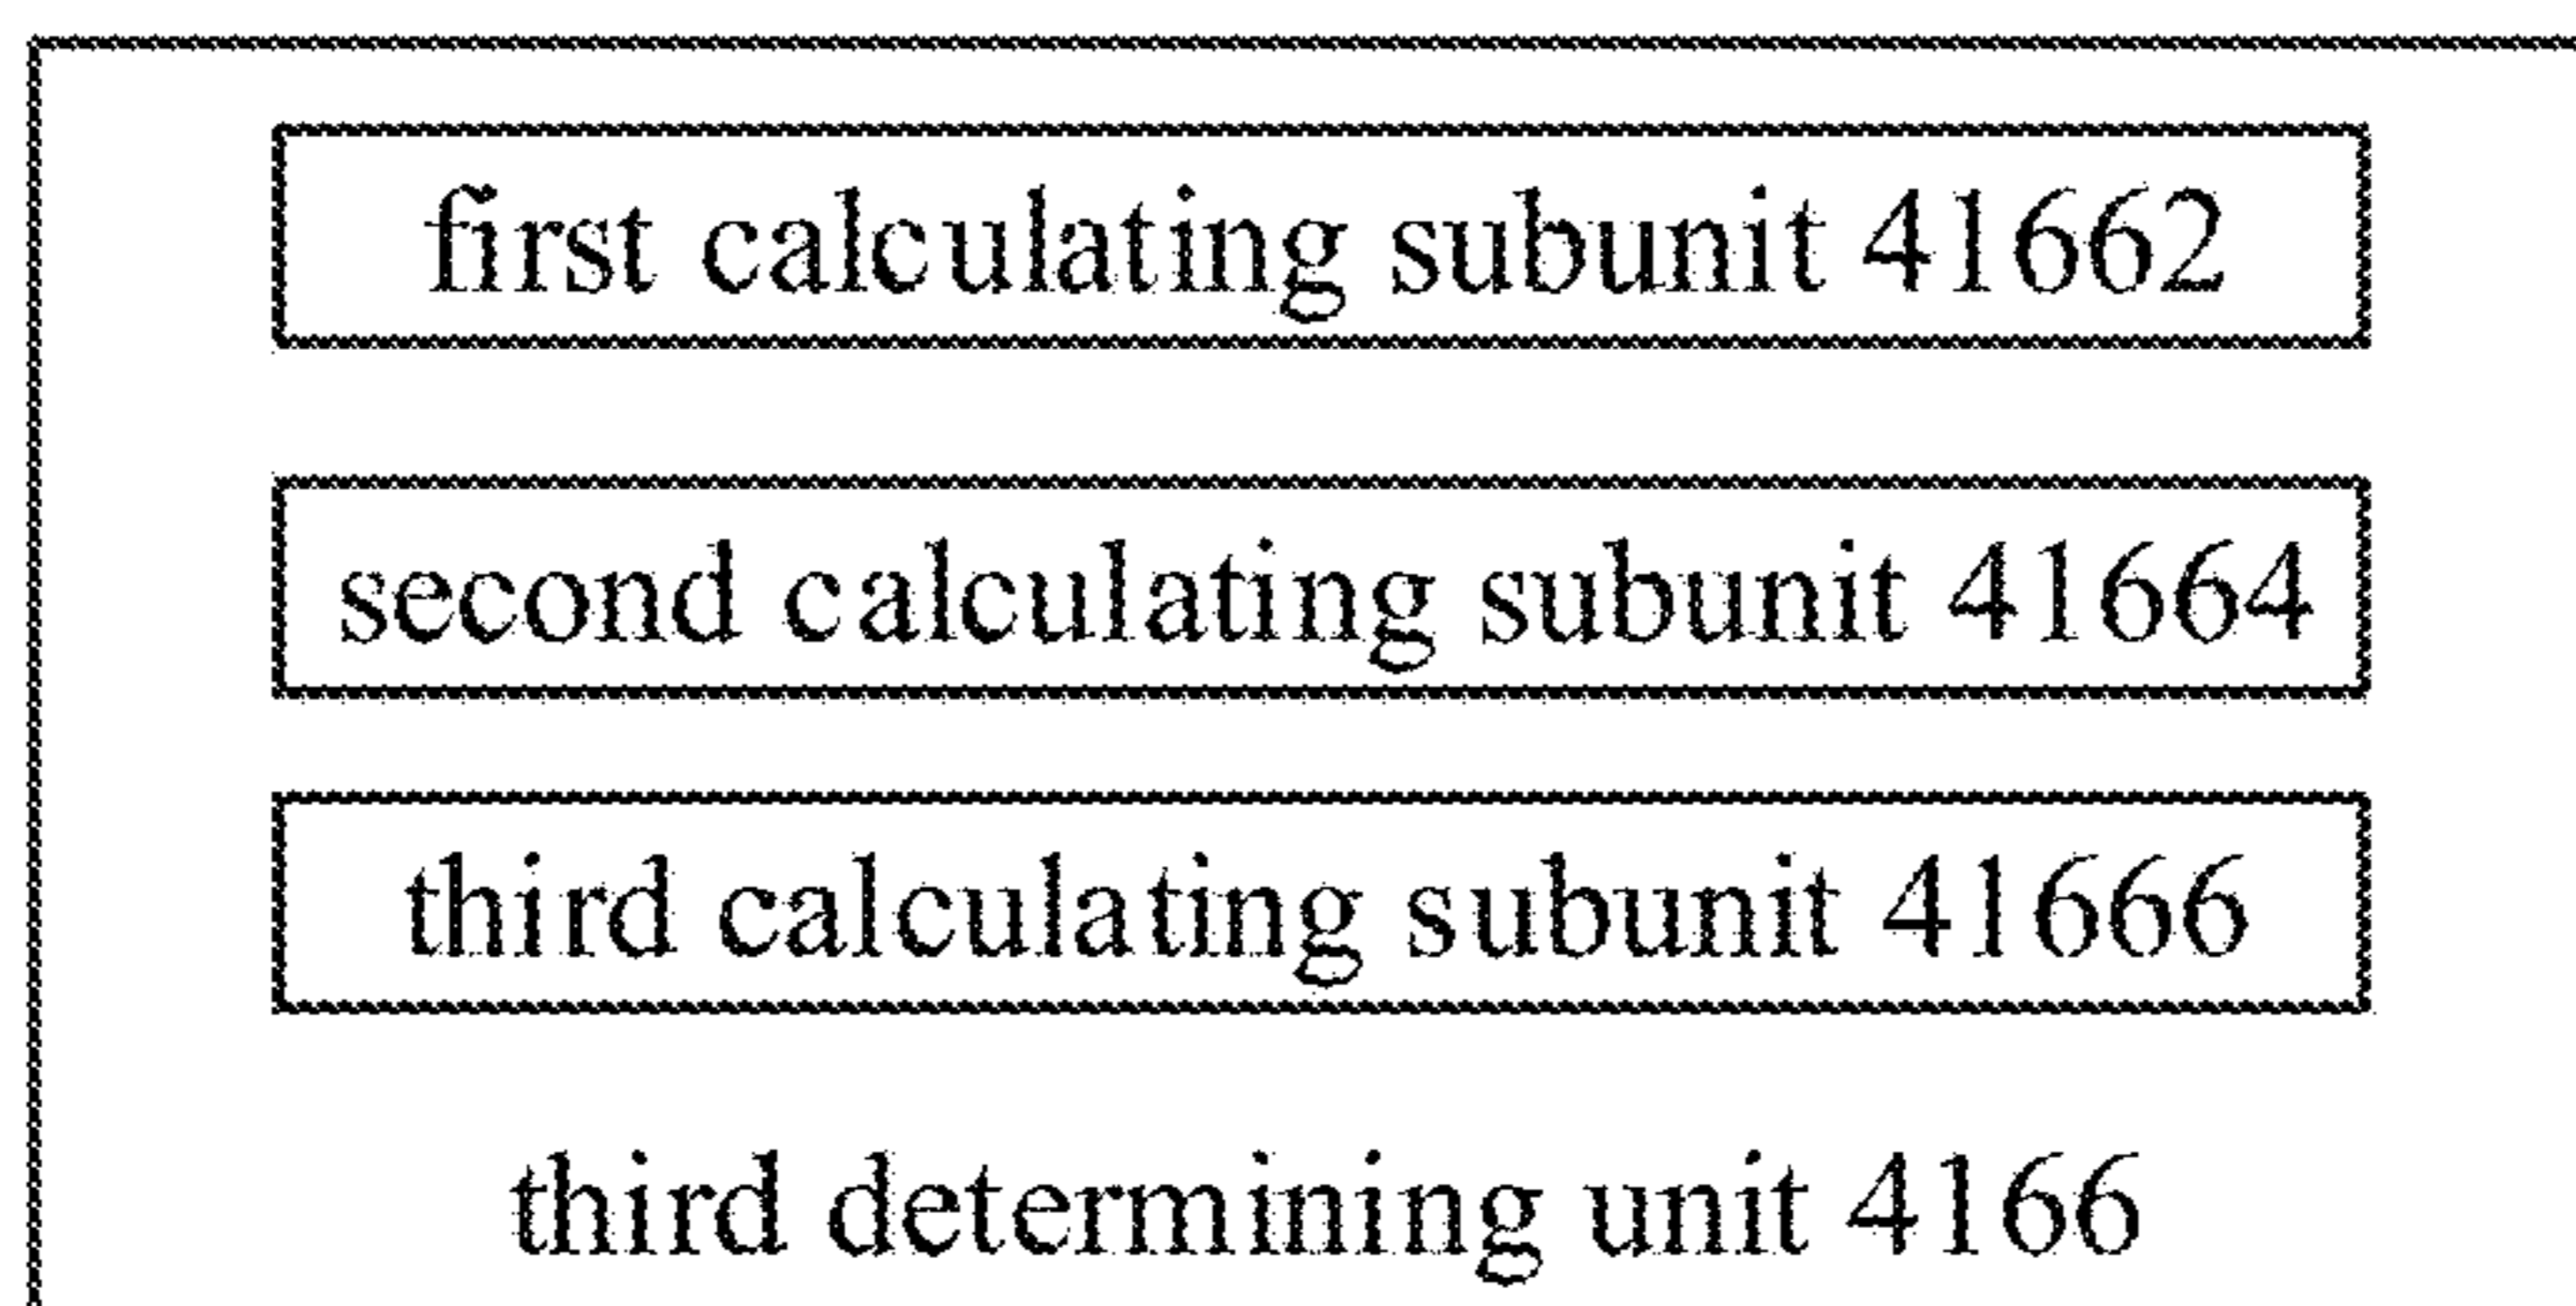 first calculating subunit 41662
second calculating subunit 41664
third calculating subunit 41666
third determining unit 4166